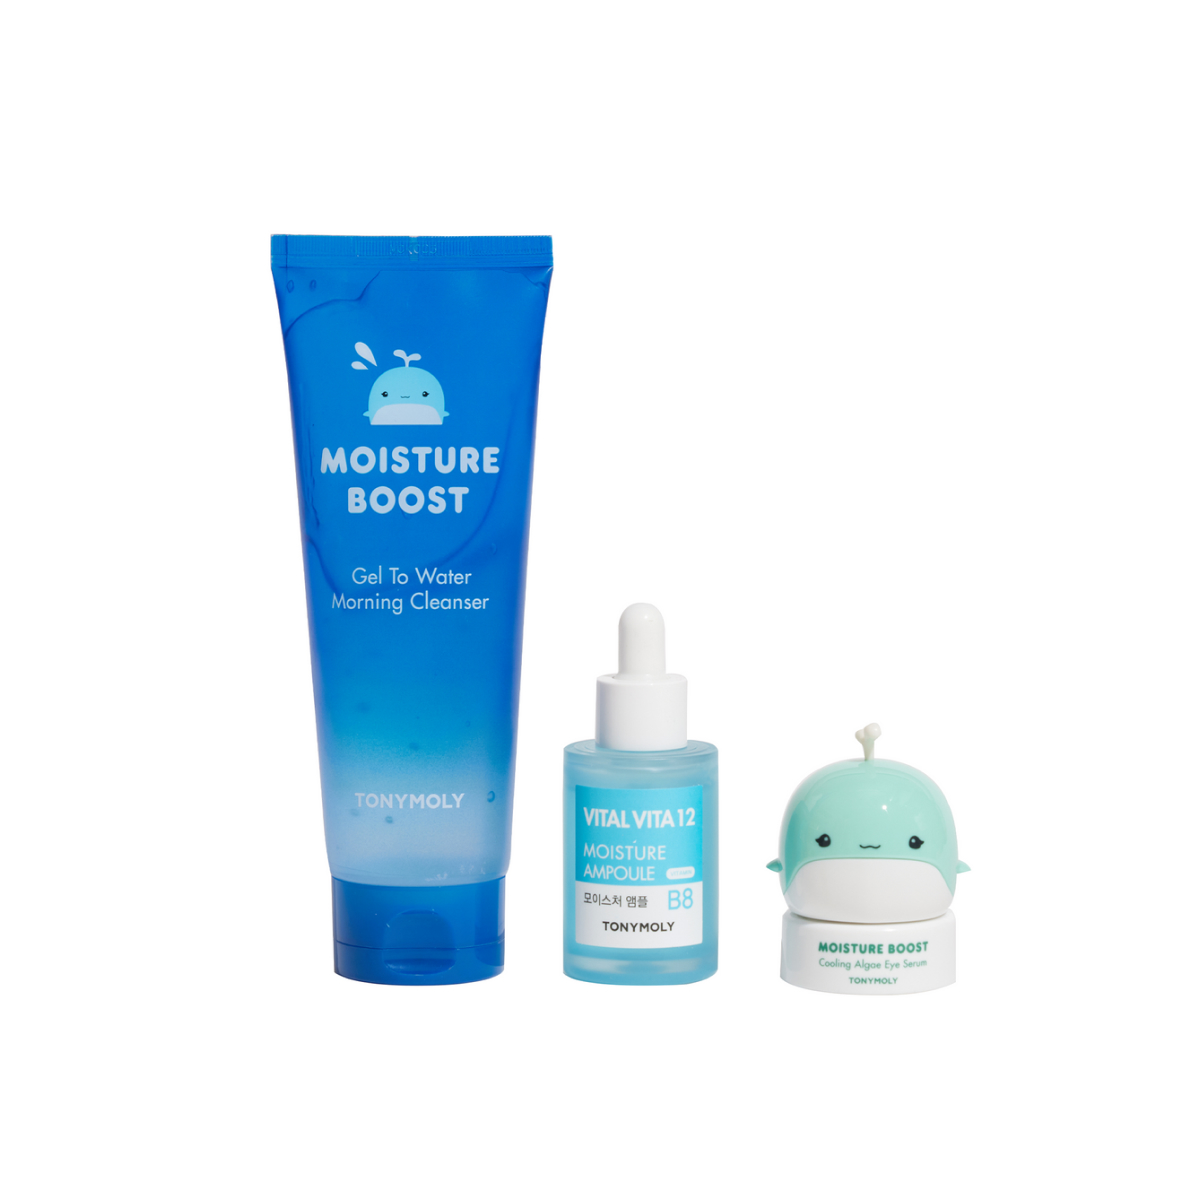 MOISTURE
BOOST
Gel To Water
Morning Cleanser
TONYMOLY
VITAL VITA 12
MOISTURE
AMPOULE
모이스처 앰플 B8
TONYMOLY
MOISTURE BOOST
Cooling Algae Eye Serum
TONYMOLY